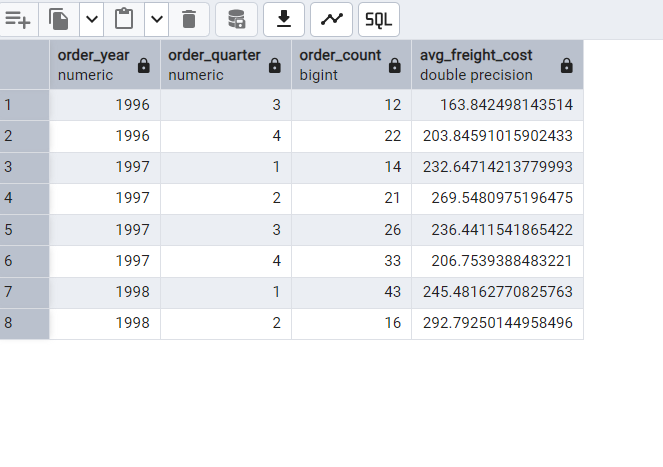 SQL
order_year order_quarter order_count avg_freight_cost
numeric numeric bigint double precision
1 1996 3 12 163.842498143514
2 1996 4 22 203.84591015902433
3 1997 1 14 232.64714213779993
4 1997 2 21 269.5480975196475
5 1997 3 26 236.4411541865422
6 1997 4 33 206.7539388483221
7 1998 1 43 245.48162770825763
8 1998 2 16 292.79250144958496